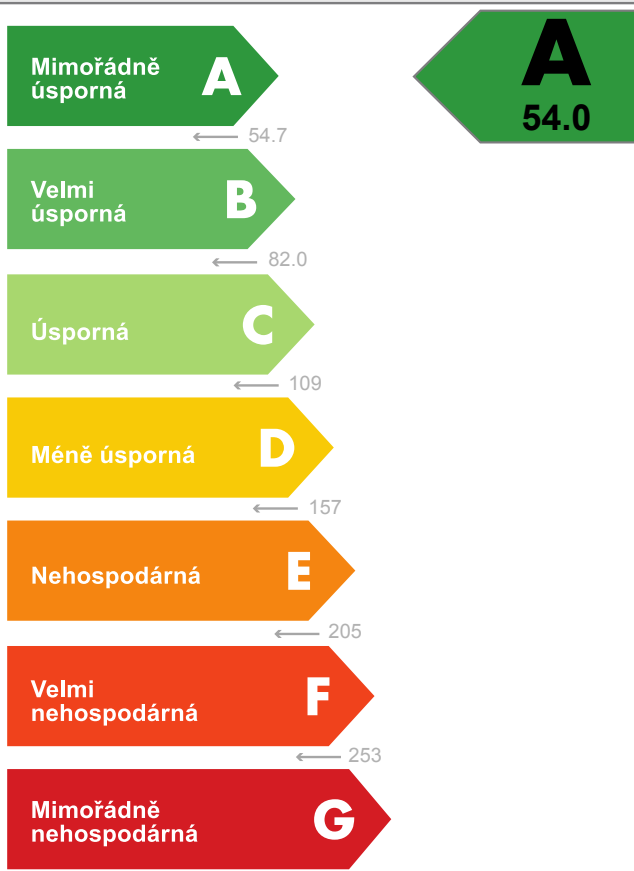 Mimořádně
úsporná
A
54.7
Velmi
úsporná
B
82.0
Úsporná
C
109
Méně úsporná
D
157
Nehospodárná
E
205
Velmi
nehospodárná
F
253
Mimořádně
nehospodárná
G
A
54.0